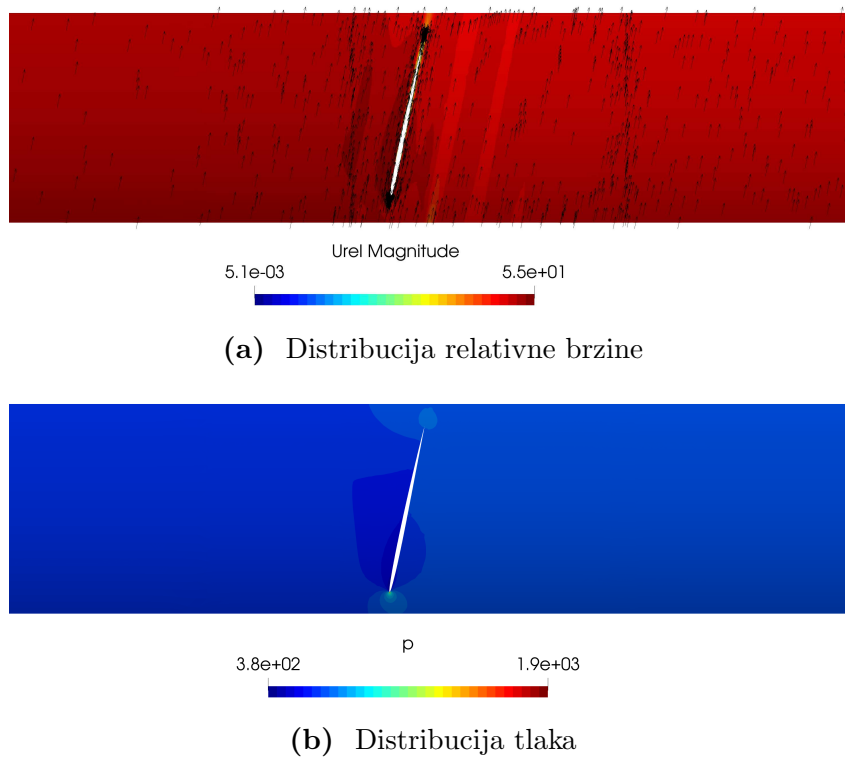 Urel Magnitude
5.1e-03 5.5e+01
(a) Distribucija relativne brzine
p
3.8e+02 1.9e+03
(b) Distribucija tlaka